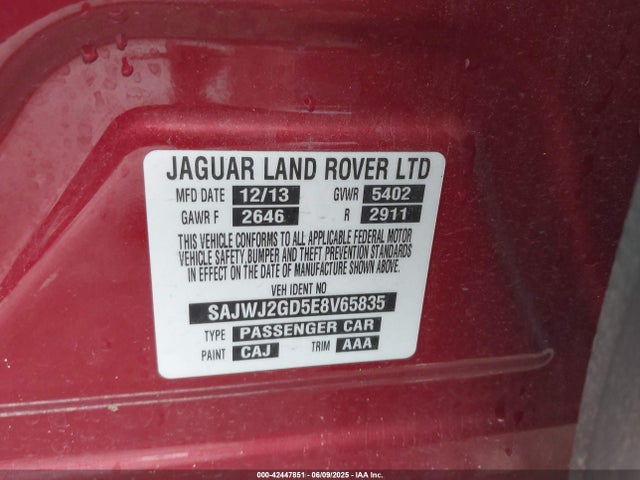 JAGUAR LAND ROVER LTD
MFD DATE 12/13 GVWR 5402
GAWR F 2646 R 2911
THIS VEHICLE CONFORMS TO ALL APPLICABLE FEDERAL MOTOR
VEHICLE SAFETY, BUMPER AND THEFT PREVENTION STANDARDS
IN EFFECT ON THE DATE OF MANUFACTURE SHOWN ABOVE.
VEH IDENT NO
SAJWJ2GD5E8V65835
TYPE PASSENGER CAR
PAINT CAJ TRIM AAA
000-42447851 - 06/09/2025 - IAA Inc.